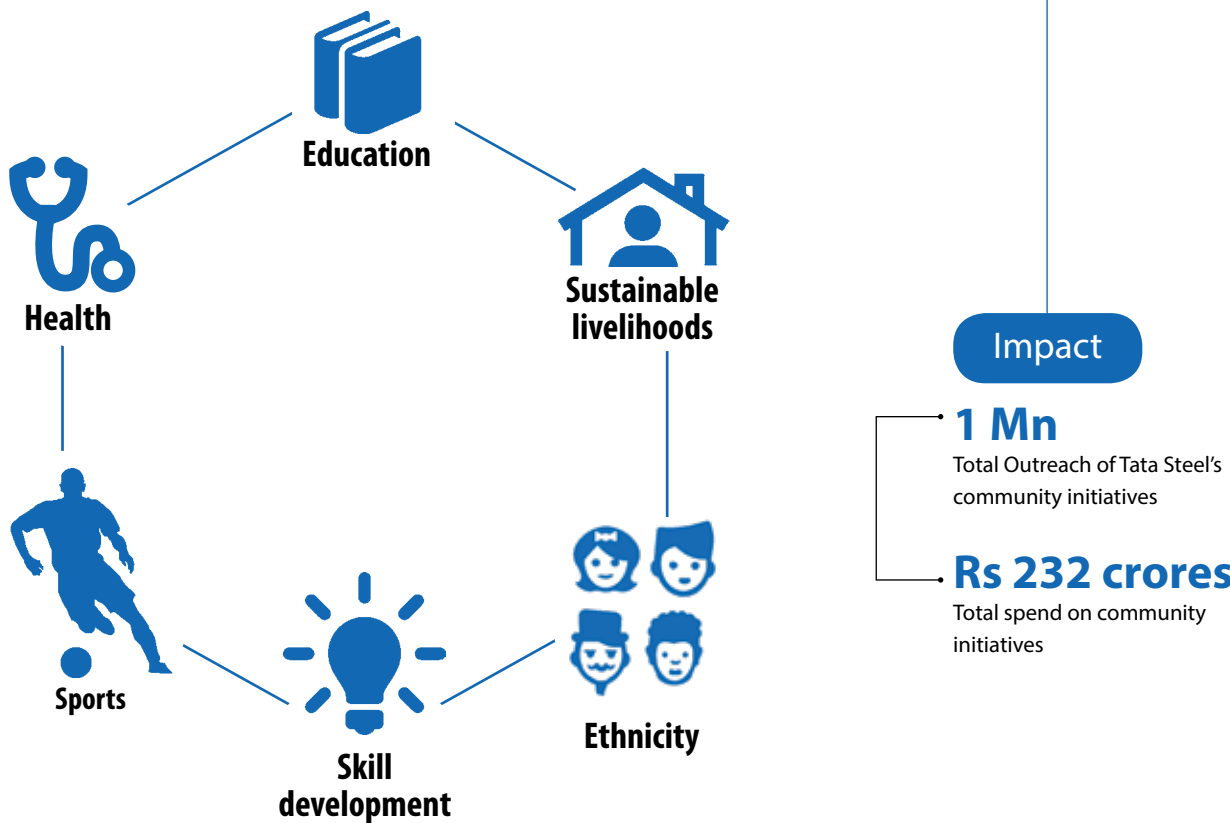 Education
Health
Sustainable
livelihoods
Sports
Skill
development
Ethnicity
Impact
1 Mn
Total Outreach of Tata Steel’s
community initiatives
Rs 232 crores
Total spend on community
initiatives